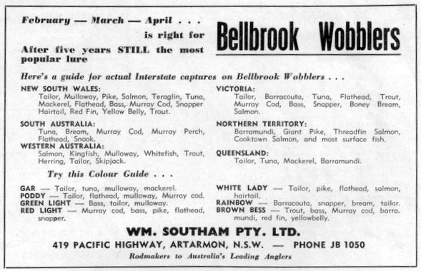 February — March — April . . .
is right for
After five years STILL the most
popular lure
Bellbrook Wobblers
Here's a guide for actual Interstate captures on Bellbrook Wobblers . . .
NEW SOUTH WALES:
Tailor, Mulloway, Pike, Salmon, Teraglin, Tuna,
Mackerel, Flathead, Bass, Murray Cod, Snapper
Hairtail, Red Fin, Yellow Belly, Trout.
SOUTH AUSTRALIA:
Tuna, Bream, Murray Cod, Murray Perch,
Flathead, Snook.
WESTERN AUSTRALIA:
Salmon, Kingfish, Mulloway, Whitefish, Trout,
Herring, Tailor, Skipjack.
VICTORIA:
Tailor, Barracouta, Tuna, Flathead, Trout,
Murray Cod, Bass, Snapper, Boney Bream,
Salmon.
NORTHERN TERRITORY:
Barramundi, Giant Pike, Threadfin Salmon,
Cooktown Salmon, and most surface fish.
QUEENSLAND:
Tailor, Tuna, Mackerel, Barramundi.
Try this Colour Guide . . .
GAR — Tailor, tuna, mulloway, mackerel.
PODDY — Tailor, flathead, mulloway, Murray cod.
GREEN LIGHT — Bass, tailor, mulloway.
RED LIGHT — Murray cod, bass, pike, flathead,
snapper.
WHITE LADY — Tailor, pike, flathead, salmon,
hairtail.
RAINBOW — Barracouta, snapper, bream, tailor.
BROWN BESS — Trout, bass, Murray cod, barra-
mundi, red fin, yellowbelly.
WM. SOUTHAM PTY. LTD.
419 PACIFIC HIGHWAY, ARTARMON, N.S.W. — PHONE JB 1050
Rodmakers to Australia's Leading Anglers